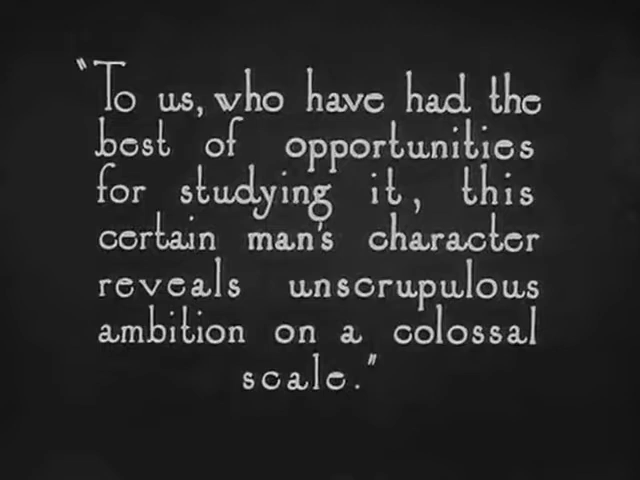 "To us, who have had the
best of opportunities
for studying it, this
certain man's character
reveals unscrupulous
ambition on a colossal
scale."